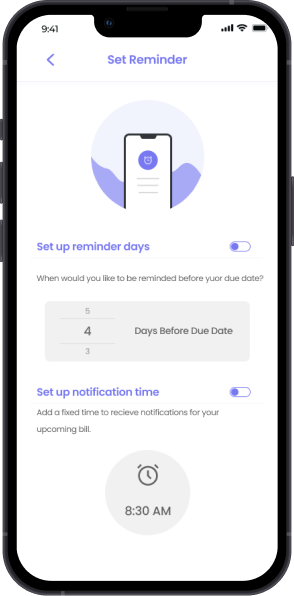 9:41
Set Reminder
Set up reminder days
When would you like to be reminded before yuor due date?
5
4 Days Before Due Date
3
Set up notification time
Add a fixed time to recieve notifications for your
upcoming bill.
8:30 AM